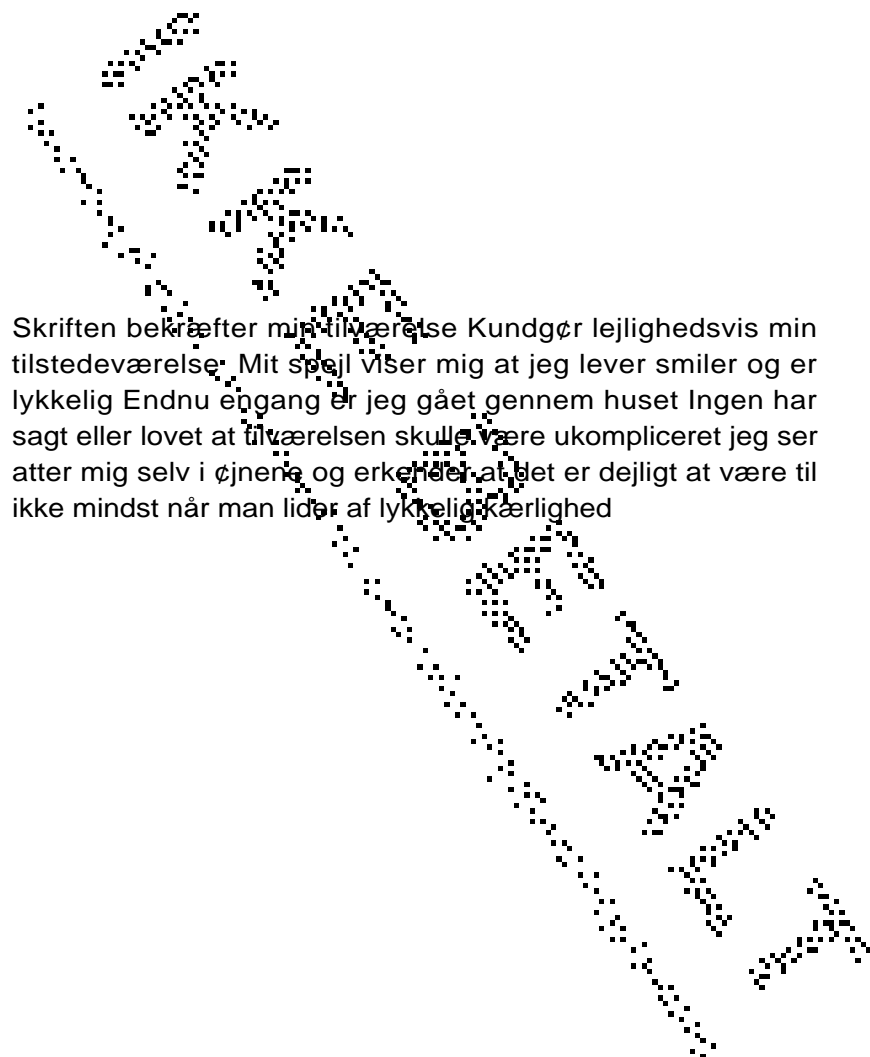 IKKE BETALT
Skriften bekræfter min tilværelse Kundg¢r lejlighedsvis min
tilstedeværelse Mit spejl viser mig at jeg lever smiler og er
lykkelig Endnu engang er jeg gået gennem huset Ingen har
sagt eller lovet at tilværelsen skulle være ukompliceret jeg ser
atter mig selv i ¢jnene og erkender at det er dejligt at være til
ikke mindst når man lider af lykkelig kærlighed